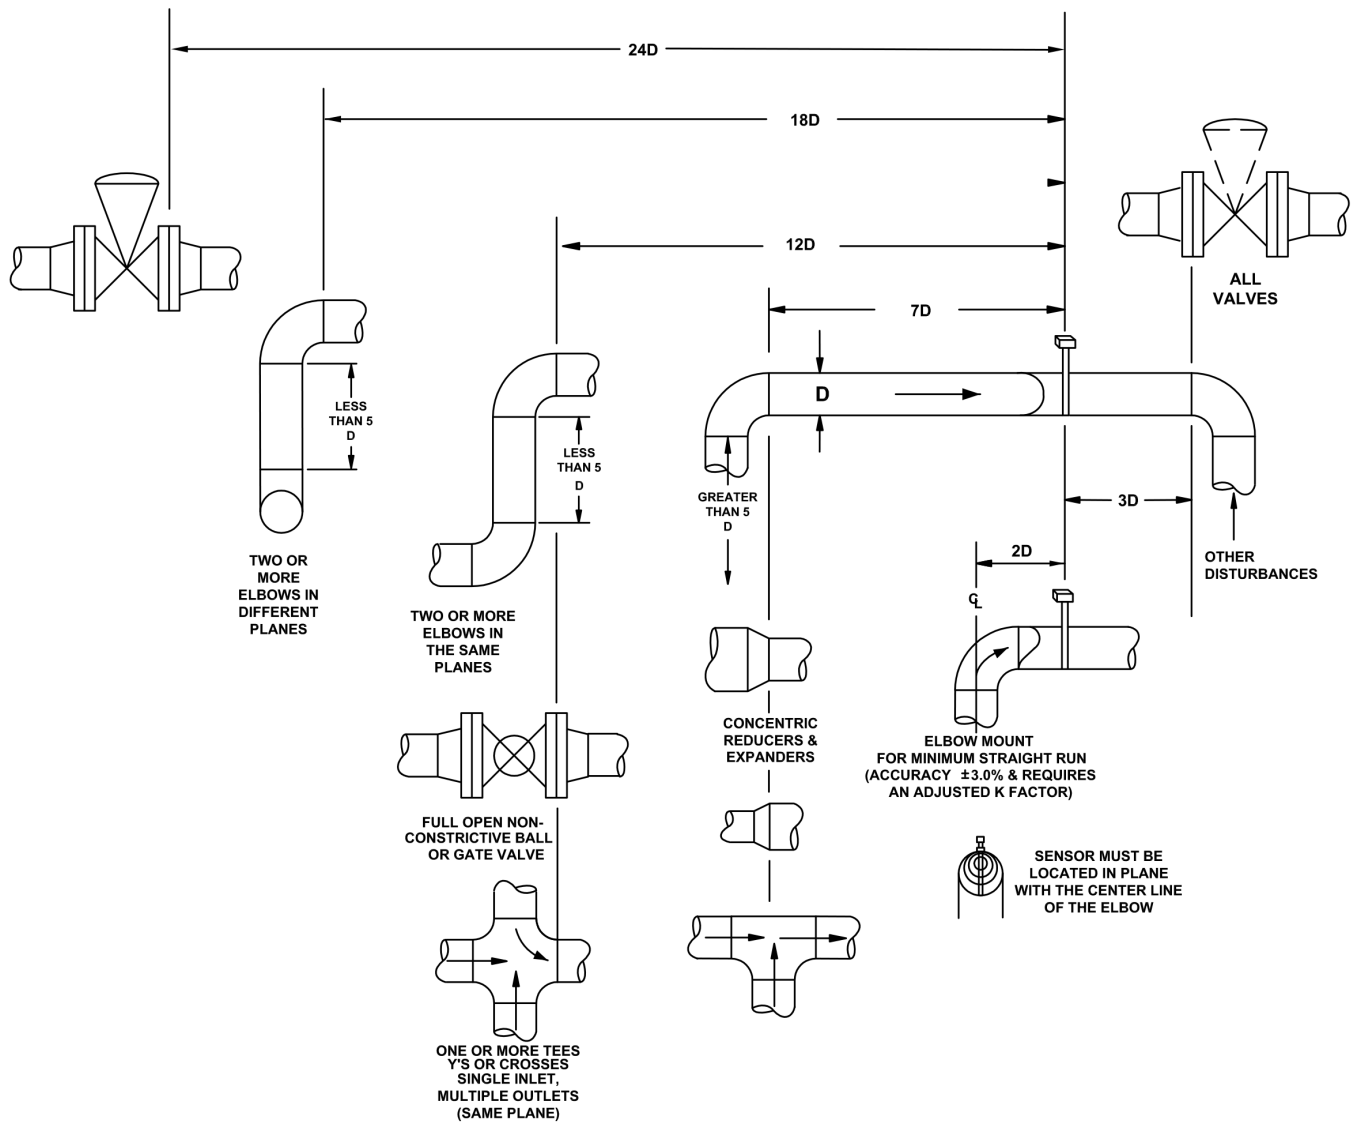 24D
18D
12D
7D
ALL
VALVES
D
LESS
THAN 5
D
LESS
THAN 5
D
GREATER
THAN 5
D
3D
2D
OTHER
DISTURBANCES
CL
TWO OR
MORE
ELBOWS IN
DIFFERENT
PLANES
TWO OR MORE
ELBOWS IN
THE SAME
PLANES
CONCENTRIC
REDUCERS &
EXPANDERS
ELBOW MOUNT
FOR MINIMUM STRAIGHT RUN
(ACCURACY ±3.0% & REQUIRES
AN ADJUSTED K FACTOR)
FULL OPEN NON-
CONSTRICTIVE BALL
OR GATE VALVE
SENSOR MUST BE
LOCATED IN PLANE
WITH THE CENTER LINE
OF THE ELBOW
ONE OR MORE TEES
Y'S OR CROSSES
SINGLE INLET,
MULTIPLE OUTLETS
(SAME PLANE)